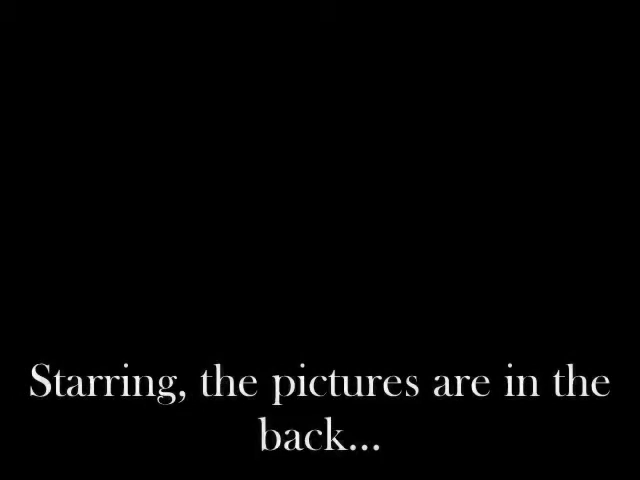 Starring, the pictures are in the
back...